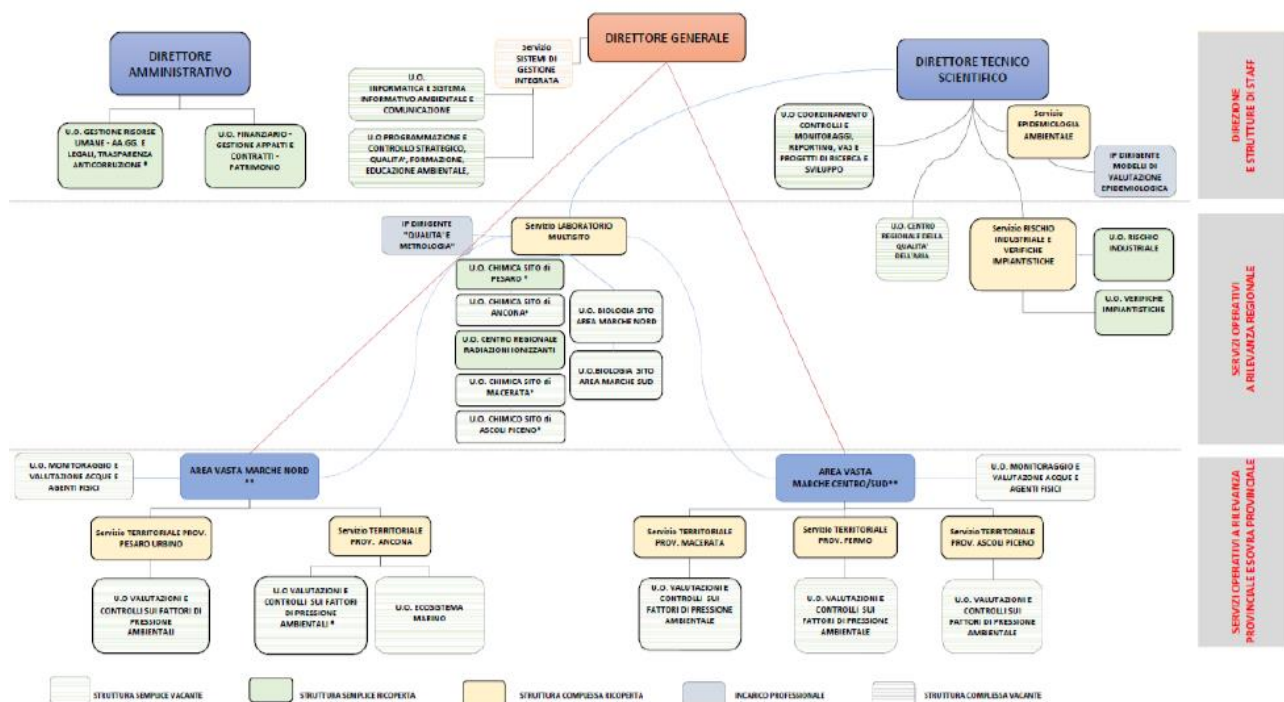 DIRETTORE
AMMINISTRATIVO
U.O. GESTIONE RISORSE
UMANE - AA.GG. E
LEGALI, TRASPARENZA
ANTICORRUZIONE *
U.O. FINANZIARIO -
GESTIONE APPALTI E
CONTRATTI -
PATRIMONIO
DIRETTORE GENERALE
Servizio
SISTEMI DI
GESTIONE
INTEGRATA
U.O.
INFORMATICA E SISTEMA
INFORMATIVO AMBIENTALE E
COMUNICAZIONE
U.O PROGRAMMAZIONE E
CONTROLLO STRATEGICO,
QUALITA', FORMAZIONE,
EDUCAZIONE AMBIENTALE,
DIRETTORE TECNICO
SCIENTIFICO
U.O COORDINAMENTO
CONTROLLI E
MONITORAGGI,
REPORTING, VAS E
PROGETTI DI RICERCA E
SVILUPPO
Servizio
EPIDEMIOLOGIA
AMBIENTALE
IP DIRIGENTE
MODELLI DI
VALUTAZIONE
EPIDEMIOLOGICA
DIREZIONE
E STRUTTURE DI STAFF
IP DIRIGENTE
"QUALITA' E
METROLOGIA"
Servizio LABORATORIO
MULTISITO
U.O. CHIMICA SITO di
PESARO *
U.O. CHIMICA SITO di
ANCONA*
U.O. CENTRO REGIONALE
RADIAZIONI IONIZZANTI
U.O. CHIMICA SITO di
MACERATA*
U.O. CHIMICO SITO di
ASCOLI PICENO*
U.O. BIOLOGIA SITO
AREA MARCHE NORD
U.O.BIOLOGIA SITO
AREA MARCHE SUD
U.O. CENTRO
REGIONALE DELLA
QUALITA'
DELL'ARIA
Servizio RISCHIO
INDUSTRIALE E
VERIFICHE
IMPIANTISTICHE
U.O. RISCHIO
INDUSTRIALE
U.O. VERIFICHE
IMPIANTISTICHE
SERVIZI OPERATIVI
A RILEVANZA REGIONALE
U.O. MONITORAGGIO E
VALUTAZIONE ACQUE E
AGENTI FISICI
AREA VASTA MARCHE NORD
**
Servizio TERRITORIALE PROV.
PESARO URBINO
Servizio TERRITORIALE
PROV. ANCONA
U.O VALUTAZIONI E
CONTROLLI SUI FATTORI DI
PRESSIONE
AMBIENTALI
U.O. VALUTAZIONI E
CONTROLLI SUI FATTORI
DI PRESSIONE
AMBIENTALI *
U.O. ECOSISTEMA
MARINO
AREA VASTA
MARCHE CENTRO/SUD**
U.O. MONITORAGGIO E
VALUTAZIONE ACQUE E
AGENTI FISICI
Servizio TERRITORIALE
PROV. MACERATA
Servizio TERRITORIALE
PROV. FERMO
Servizio TERRITORIALE
PROV. ASCOLI PICENO
U.O. VALUTAZIONI E
CONTROLLI SUI
FATTORI DI PRESSIONE
AMBIENTALE
U.O. VALUTAZIONI E
CONTROLLI SUI
FATTORI DI PRESSIONE
AMBIENTALE
U.O. VALUTAZIONI E
CONTROLLI SUI
FATTORI DI PRESSIONE
AMBIENTALE
SERVIZI OPERATIVI A RILEVANZA
PROVINCIALE E SOVRA PROVINCIALE
STRUTTURA SEMPLICE VACANTE
STRUTTURA SEMPLICE RICOPERTA
STRUTTURA COMPLESSA RICOPERTA
INCARICO PROFESSIONALE
STRUTTURA COMPLESSA VACANTE